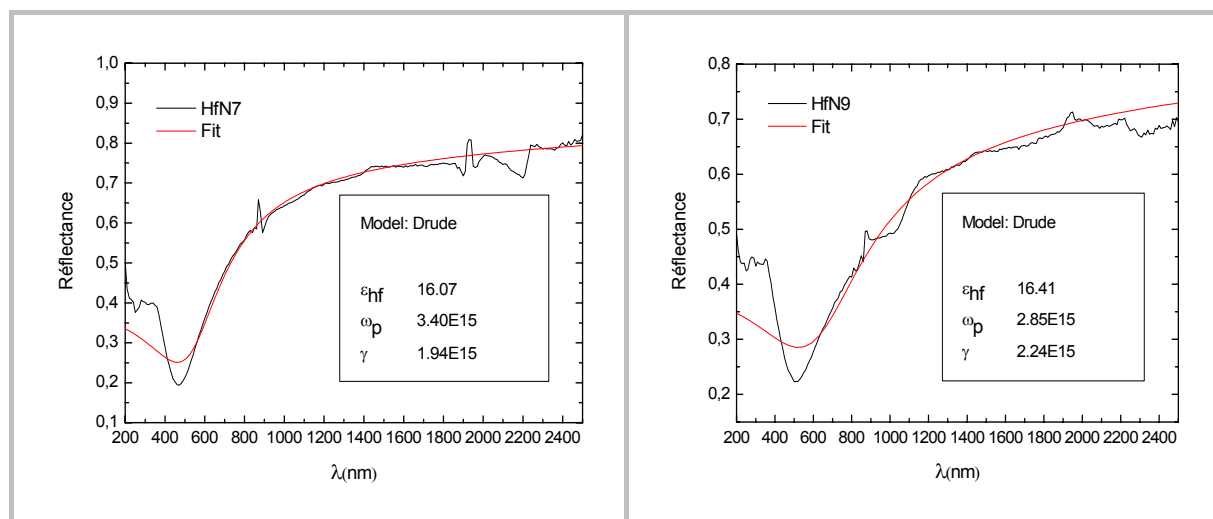 1,0
HfN7
Fit
0,9
0,8
0,7
0,6
0,5
0,4
0,3
0,2
0,1
Réflectance
Model: Drude
εhf 16.07
ωp 3.40E15
γ 1.94E15
200 400 600 800 1000 1200 1400 1600 1800 2000 2200 2400
λ(nm)
0,8
HfN9
Fit
0,7
0,6
0,5
0,4
0,3
0,2
Réflectance
Model: Drude
εhf 16.41
ωp 2.85E15
γ 2.24E15
200 400 600 800 1000 1200 1400 1600 1800 2000 2200 2400
λ(nm)